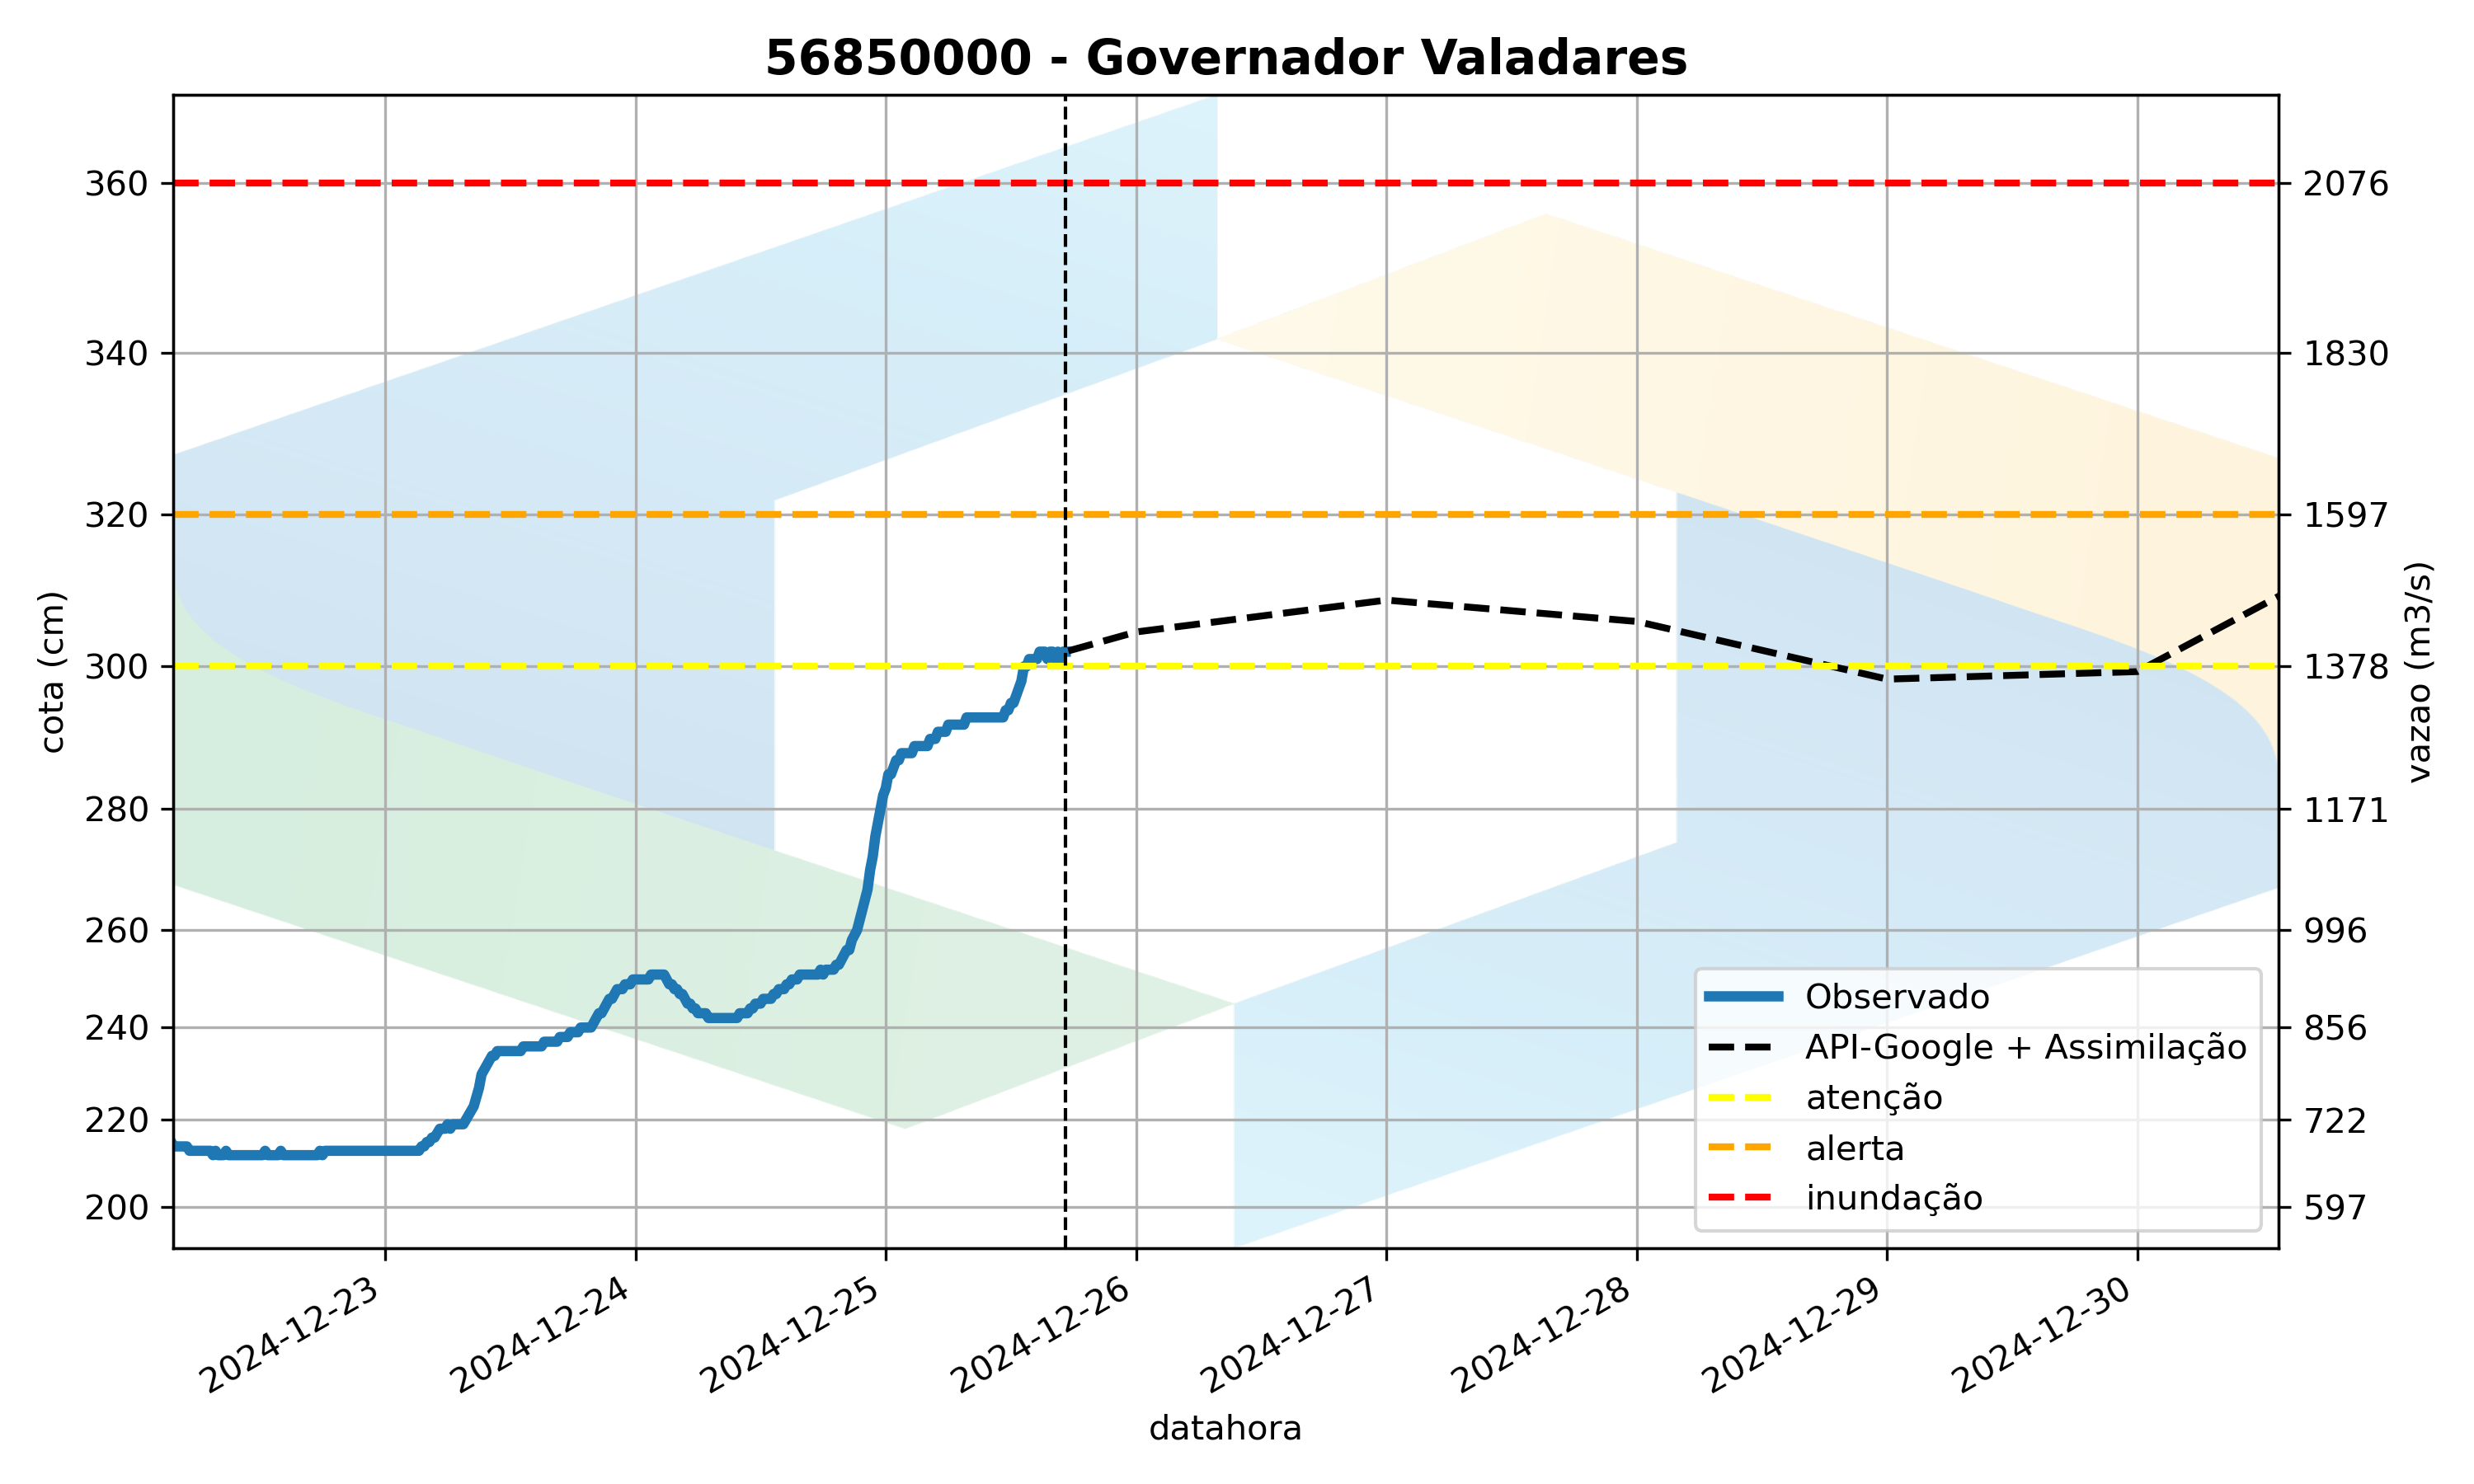 56850000 - Governador Valadares
cota (cm)
360
340
320
300
280
260
240
220
200
2076
1830
1597
1378
1171
996
856
722
597
vazao (m3/s)
Observado
API-Google + Assimilação
atenção
alerta
inundação
2024-12-23
2024-12-24
2024-12-25
2024-12-26
2024-12-27
2024-12-28
2024-12-29
2024-12-30
datahora